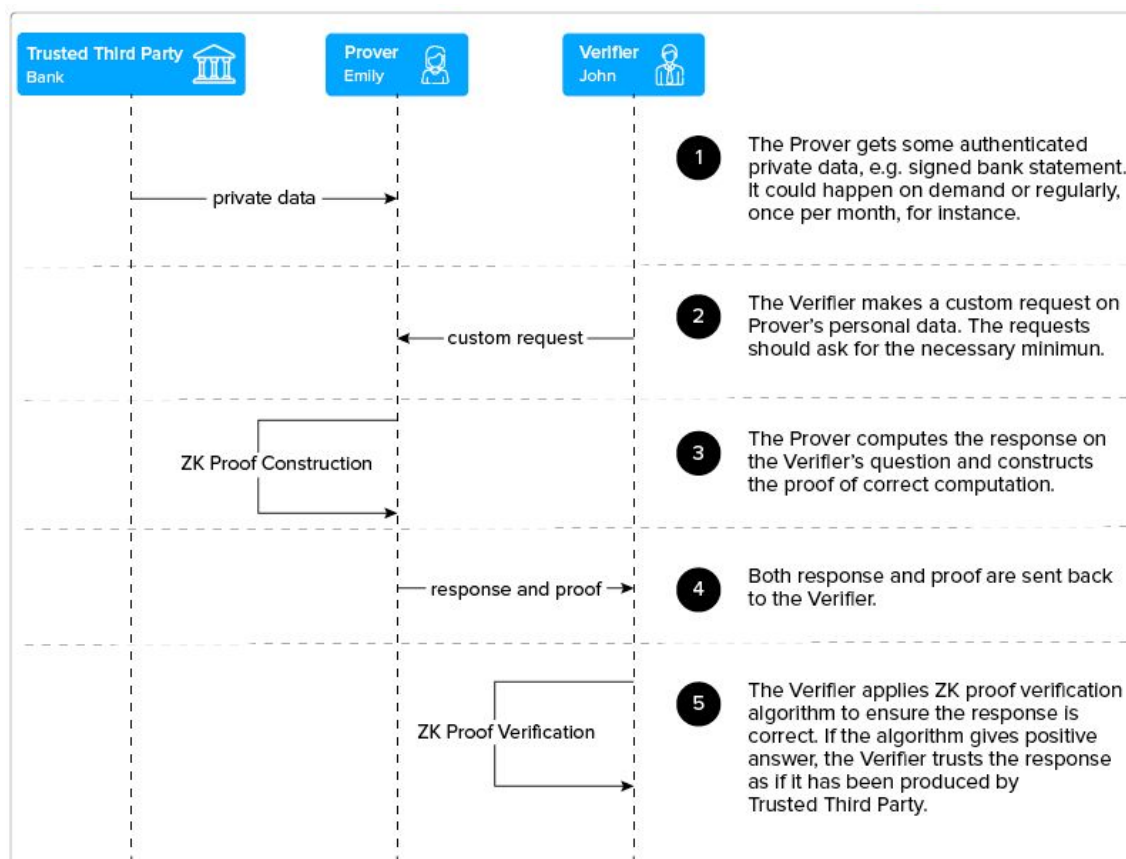 Trusted Third Party
Bank
Prover
Emily
Verifier
John
private data
1
The Prover gets some authenticated
private data, e.g. signed bank statement.
It could happen on demand or regularly,
once per month, for instance.
custom request
2
The Verifier makes a custom request on
Prover's personal data. The requests
should ask for the necessary minimun.
ZK Proof Construction
3
The Prover computes the response on
the Verifier's question and constructs
the proof of correct computation.
response and proof
4
Both response and proof are sent back
to the Verifier.
ZK Proof Verification
5
The Verifier applies ZK proof verification
algorithm to ensure the response is
correct. If the algorithm gives positive
answer, the Verifier trusts the response
as if it has been produced by
Trusted Third Party.